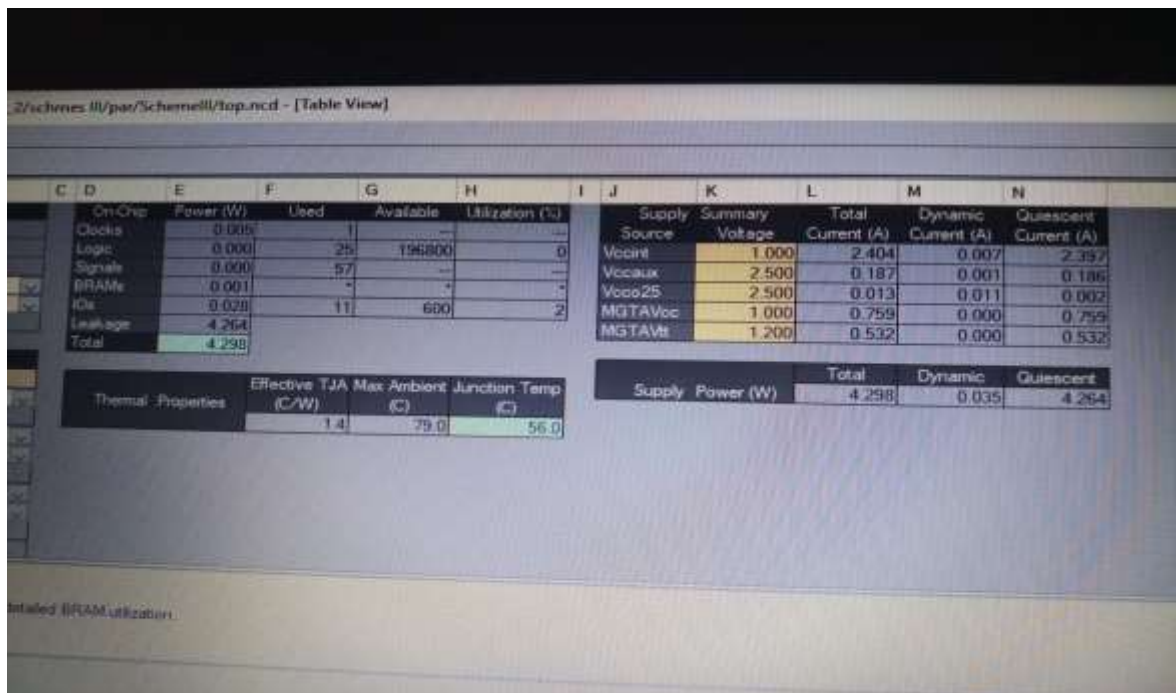 2/schmes III/par/SchemeIII/top.ncd - [Table View]
C D E F G H I J K L M N
On-Chip Power (W) Used Available Utilization (%)
Clocks 0.005 1 --- ---
Logic 0.000 25 196800 0
Signals 0.000 57 --- ---
BRAMs 0.001 * * *
IOs 0.028 11 600 2
Leakage 4.264
Total 4.298
Supply Summary Total Dynamic Quiescent
Source Voltage Current (A) Current (A) Current (A)
Vccint 1.000 2.404 0.007 2.397
Vccaux 2.500 0.187 0.001 0.186
Vcco25 2.500 0.013 0.011 0.002
MGTAVcc 1.000 0.759 0.000 0.759
MGTAVtt 1.200 0.532 0.000 0.532
Total Dynamic Quiescent
Supply Power (W) 4.298 0.035 4.264
Effective TJA Max Ambient Junction Temp
Thermal Properties (C/W) (C) (C)
1.4 79.0 56.0
detailed BRAM utilization.